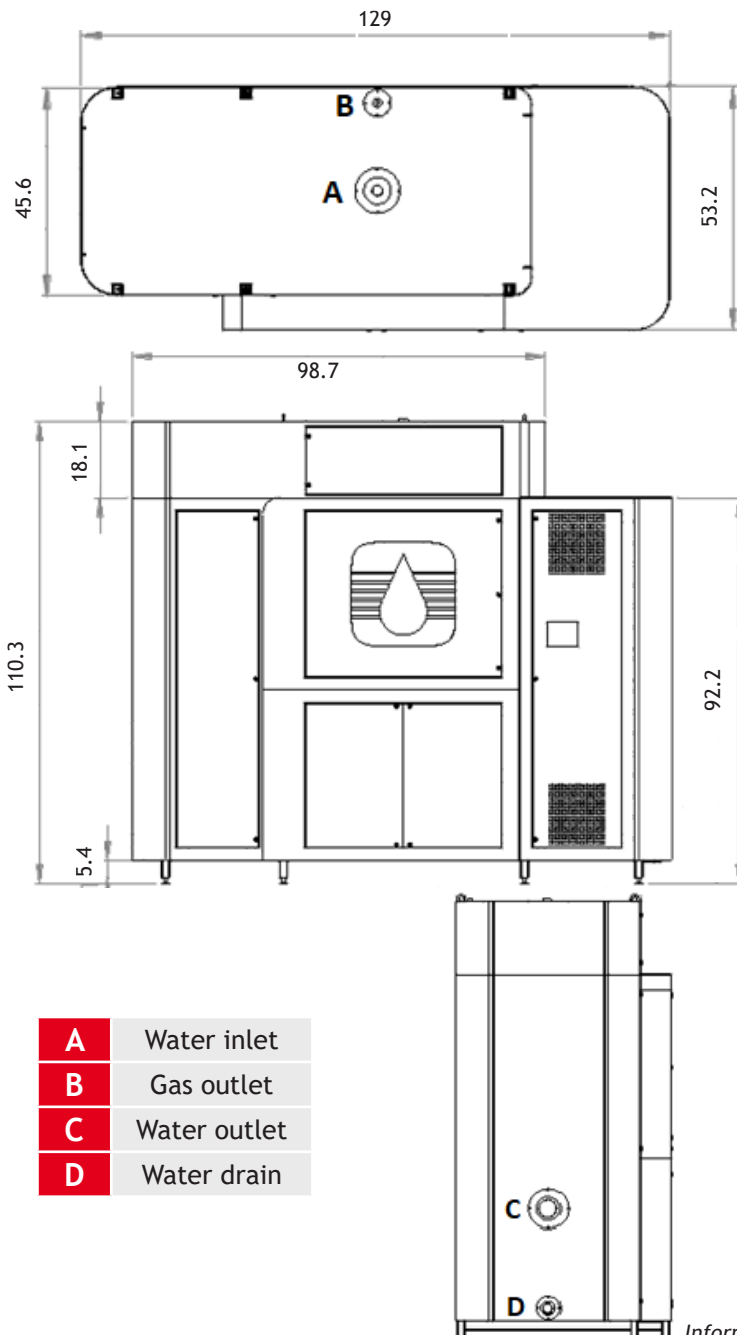 129
B
A
45.6
53.2
98.7
18.1
110.3
92.2
5.4
A Water inlet
B Gas outlet
C Water outlet
D Water drain
C
D